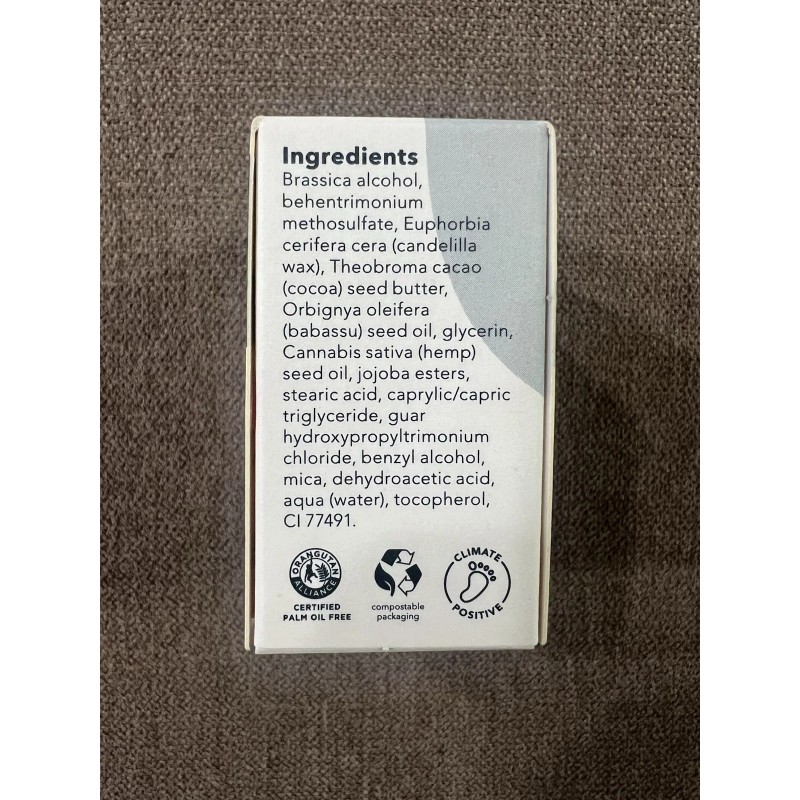 Ingredients
Brassica alcohol,
behentrimonium
methosulfate, Euphorbia
cerifera cera (candelilla
wax), Theobroma cacao
(cocoa) seed butter,
Orbignya oleifera
(babassu) seed oil, glycerin,
Cannabis sativa (hemp)
seed oil, jojoba esters,
stearic acid, caprylic/capric
triglyceride, guar
hydroxypropyltrimonium
chloride, benzyl alcohol,
mica, dehydroacetic acid,
aqua (water), tocopherol,
CI 77491.
ORANGUTAN
ALLIANCE
CERTIFIED
PALM OIL FREE
compostable
packaging
CLIMATE
POSITIVE